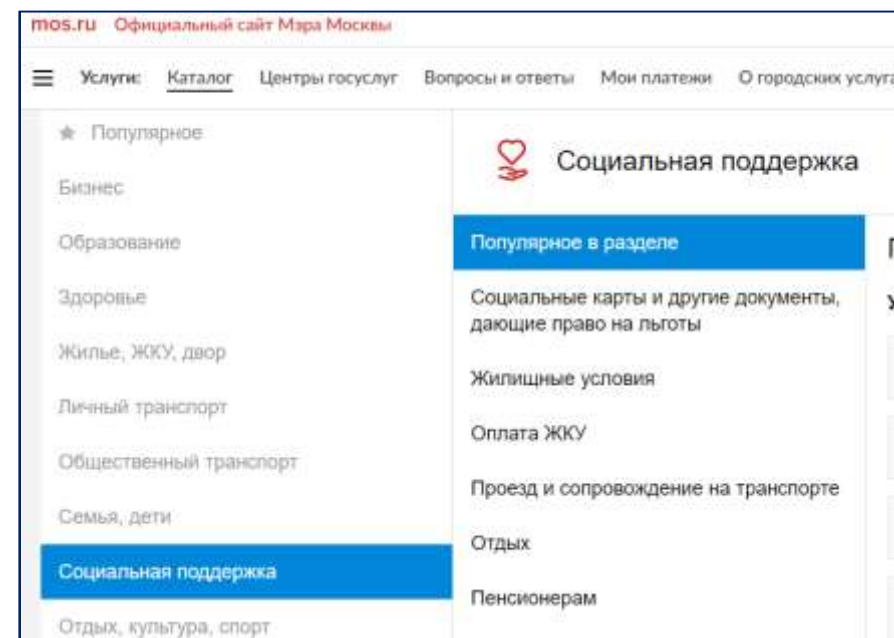 mos.ru Официальный сайт Мэра Москвы
Услуги: Каталог Центры госуслуг Вопросы и ответы Мои платежи О городских услуга
Популярное
Бизнес
Образование
Здоровье
Жилье, ЖКУ, двор
Личный транспорт
Общественный транспорт
Семья, дети
Социальная поддержка
Отдых, культура, спорт
Социальная поддержка
Популярное в разделе
Социальные карты и другие документы,
дающие право на льготы
Жилищные условия
Оплата ЖКУ
Проезд и сопровождение на транспорте
Отдых
Пенсионерам